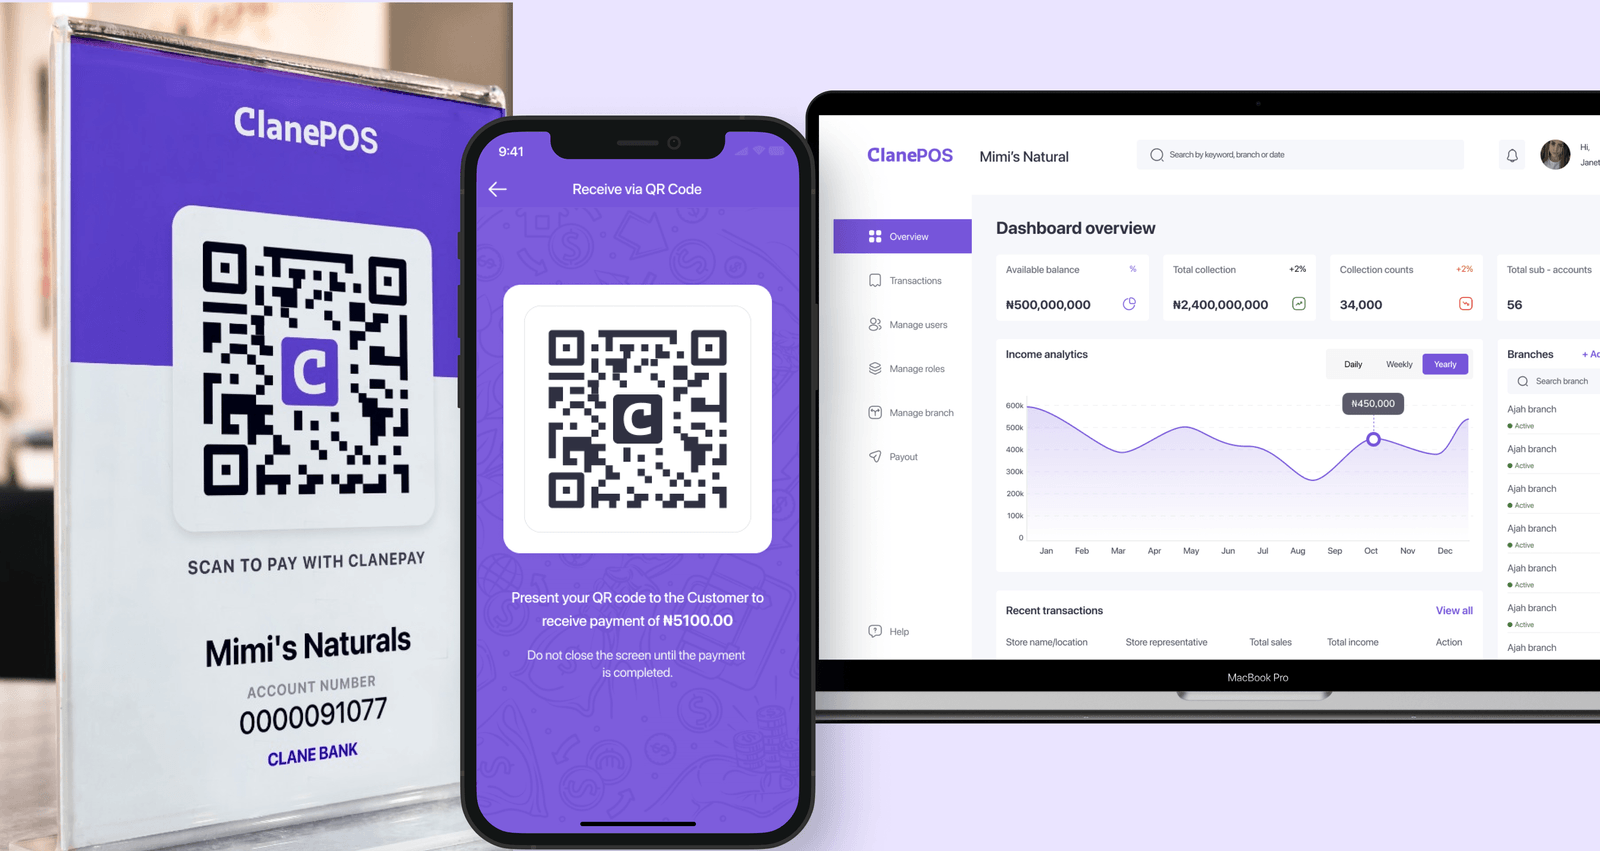 ClanePOS
SCAN TO PAY WITH CLANEPAY
Mimi's Naturals
ACCOUNT NUMBER
0000091077
CLANE BANK
9:41
Receive via QR Code
Present your QR code to the Customer to
receive payment of ₦5100.00
Do not close the screen until the payment
is completed.
ClanePOS
Mimi's Natural
Search by keyword, branch or date
Hi,
Janet
Overview
Transactions
Manage users
Manage roles
Manage branch
Payout
Help
Dashboard overview
Available balance %
₦500,000,000
Total collection +2%
₦2,400,000,000
Collection counts +2%
34,000
Total sub - accounts
56
Income analytics
Daily Weekly Yearly
₦450,000
600k
500k
400k
300k
200k
100k
0
Jan Feb Mar Apr May Jun Jul Aug Sep Oct Nov Dec
Recent transactions View all
Store name/location Store representative Total sales Total income Action
Branches +
Search branch
Ajah branch
Active
Ajah branch
Active
Ajah branch
Active
Ajah branch
Active
Ajah branch
Active
Ajah branch
Active
Ajah branch
MacBook Pro